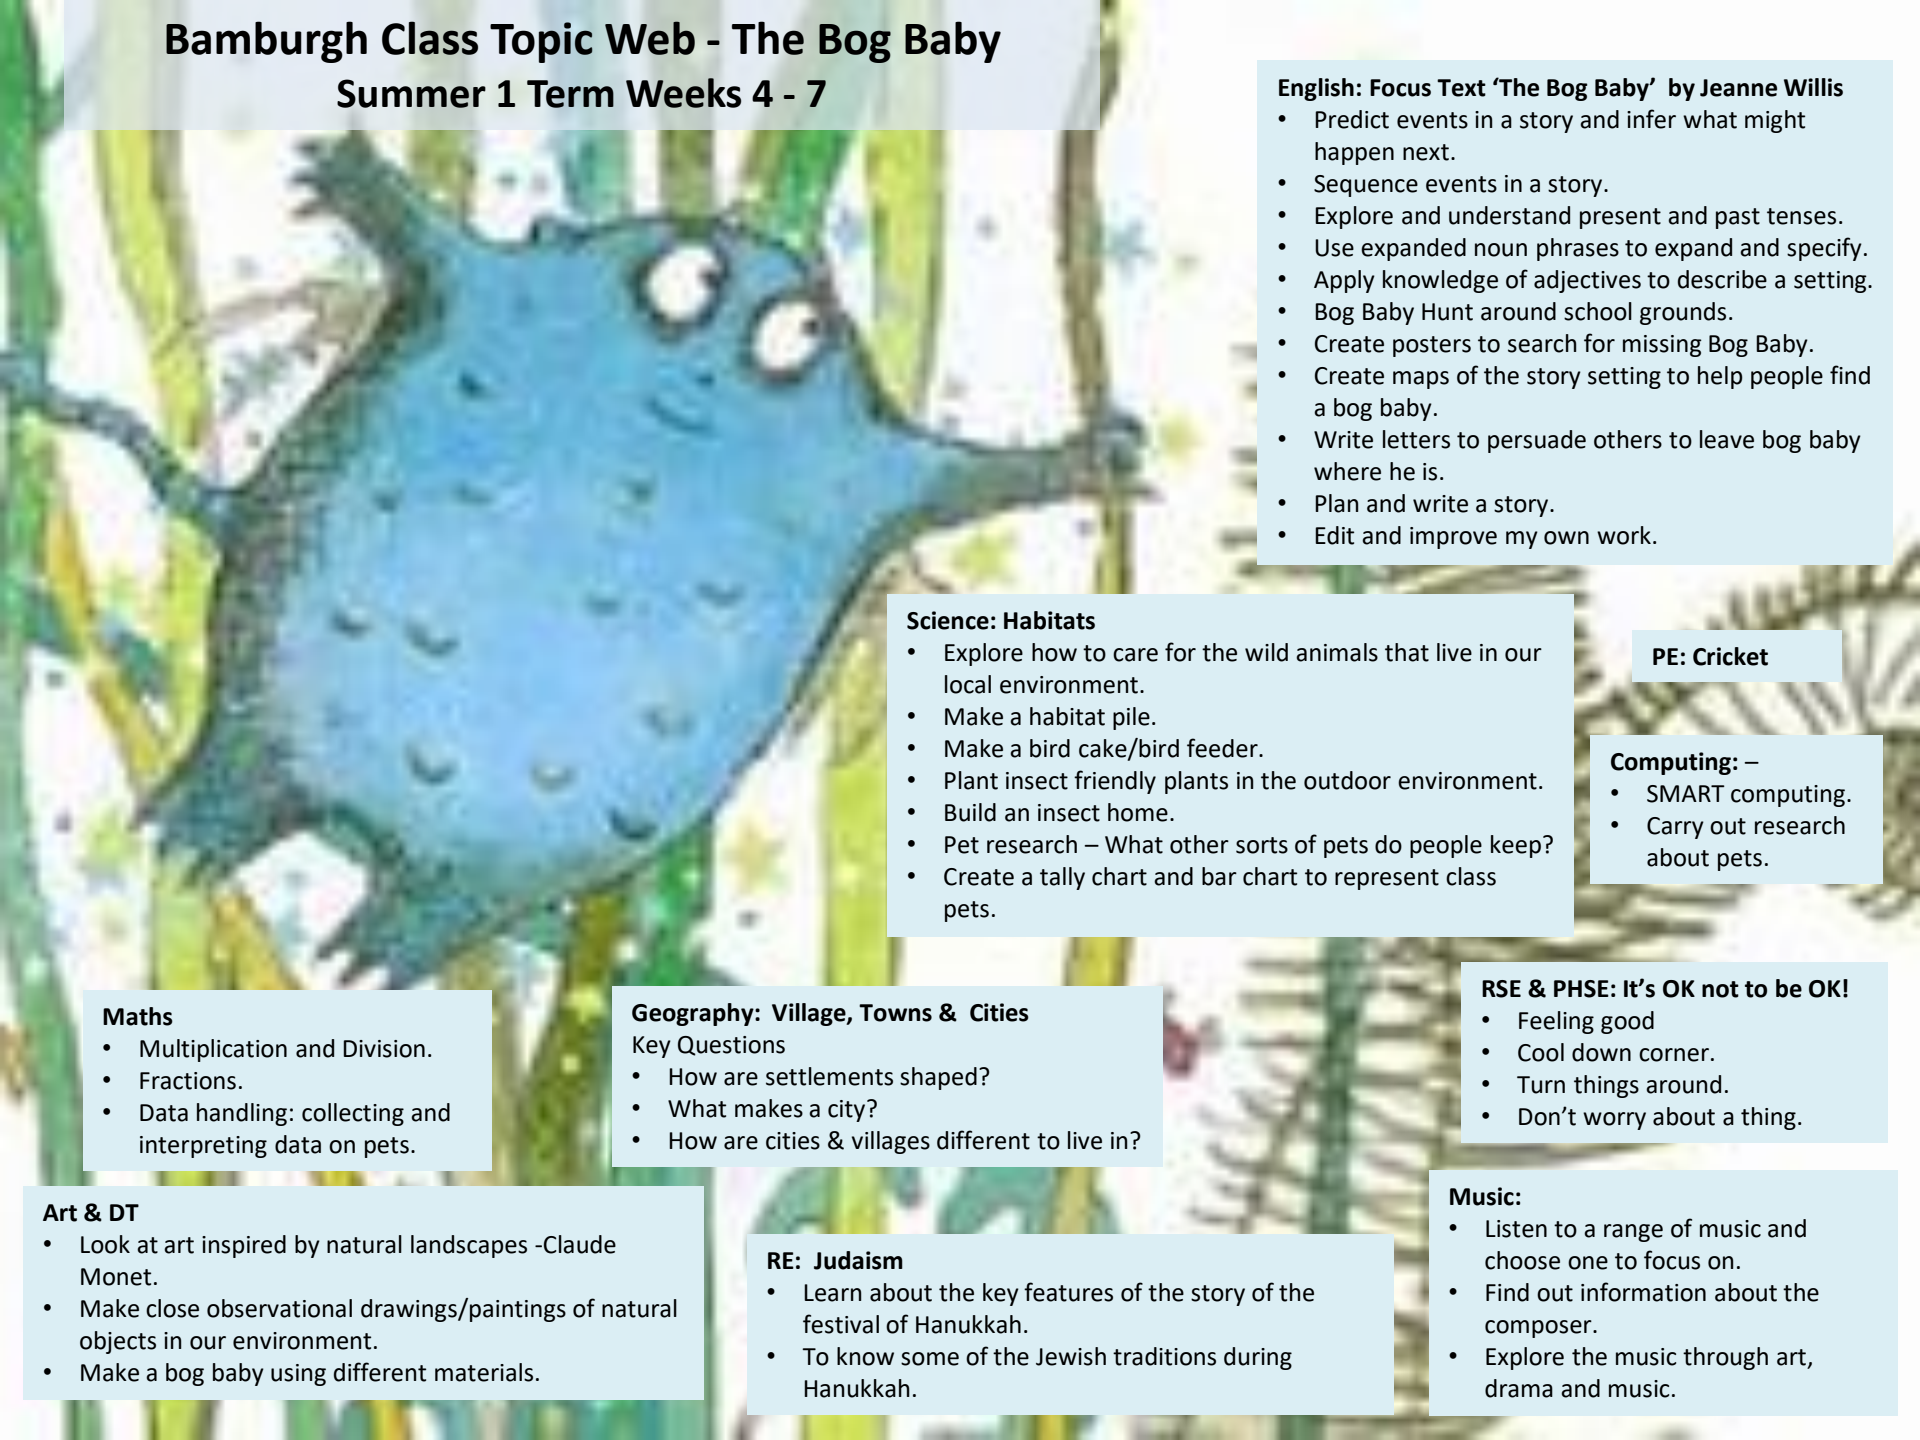 Bamburgh Class Topic Web - The Bog Baby
Summer 1 Term Weeks 4 - 7
English: Focus Text ‘The Bog Baby’ by Jeanne Willis
• Predict events in a story and infer what might
happen next.
• Sequence events in a story.
• Explore and understand present and past tenses.
• Use expanded noun phrases to expand and specify.
• Apply knowledge of adjectives to describe a setting.
• Bog Baby Hunt around school grounds.
• Create posters to search for missing Bog Baby.
• Create maps of the story setting to help people find
a bog baby.
• Write letters to persuade others to leave bog baby
where he is.
• Plan and write a story.
• Edit and improve my own work.
Science: Habitats
• Explore how to care for the wild animals that live in our
local environment.
• Make a habitat pile.
• Make a bird cake/bird feeder.
• Plant insect friendly plants in the outdoor environment.
• Build an insect home.
• Pet research – What other sorts of pets do people keep?
• Create a tally chart and bar chart to represent class
pets.
PE: Cricket
Computing: –
• SMART computing.
• Carry out research
about pets.
Maths
• Multiplication and Division.
• Fractions.
• Data handling: collecting and
interpreting data on pets.
Geography: Village, Towns & Cities
Key Questions
• How are settlements shaped?
• What makes a city?
• How are cities & villages different to live in?
RSE & PHSE: It’s OK not to be OK!
• Feeling good
• Cool down corner.
• Turn things around.
• Don’t worry about a thing.
Art & DT
• Look at art inspired by natural landscapes -Claude
Monet.
• Make close observational drawings/paintings of natural
objects in our environment.
• Make a bog baby using different materials.
RE: Judaism
• Learn about the key features of the story of the
festival of Hanukkah.
• To know some of the Jewish traditions during
Hanukkah.
Music:
• Listen to a range of music and
choose one to focus on.
• Find out information about the
composer.
• Explore the music through art,
drama and music.